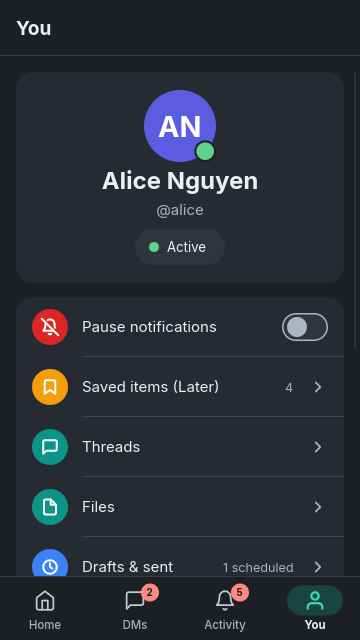 You
AN
Alice Nguyen
@alice
Active
Pause notifications
Saved items (Later) 4
Threads
Files
Drafts & sent 1 scheduled
2 5
Home DMs Activity You